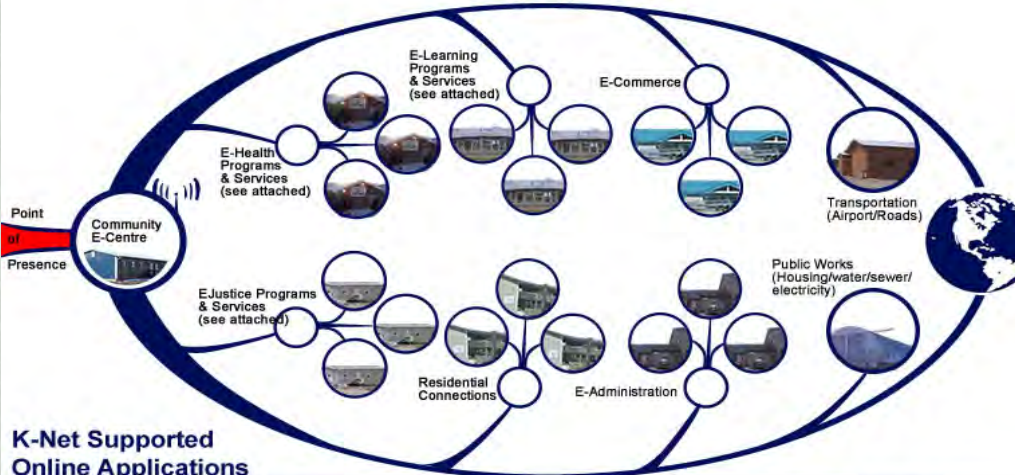 E-Learning
Programs
& Services
(see attached)
E-Commerce
E-Health
Programs
& Services
(see attached)
Transportation
(Airport/Roads)
Point
of
Presence
Community
E-Centre
Public Works
(Housing/water/sewer/
electricity)
EJustice Programs
& Services
(see attached)
Residential
Connections
E-Administration
K-Net Supported
Online Applications